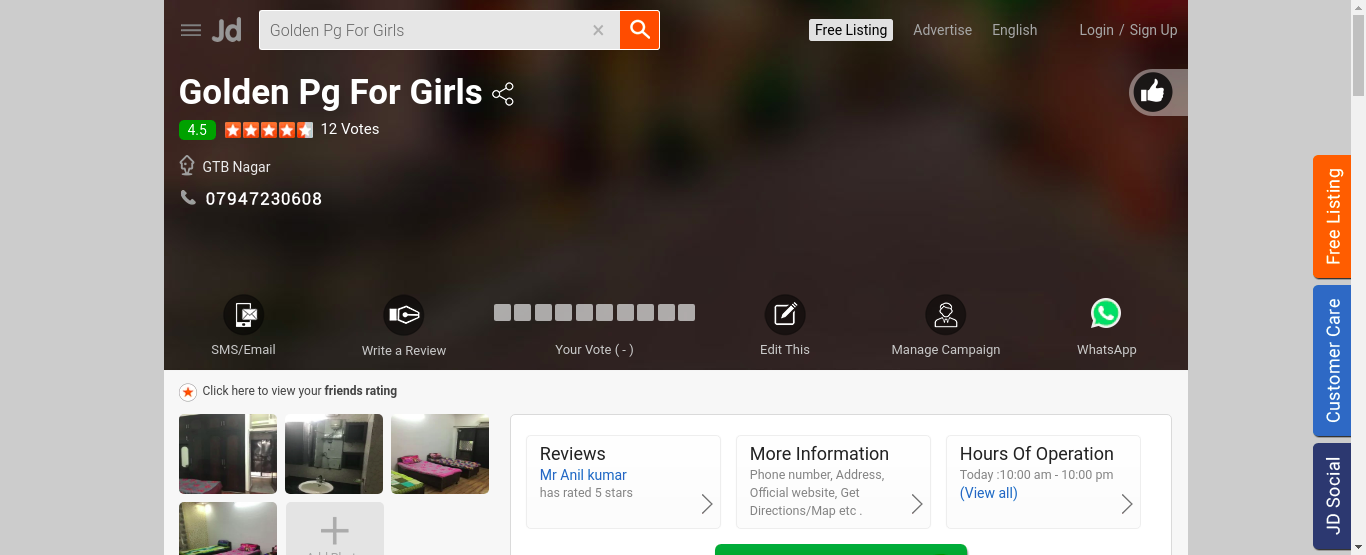 Jd
Golden Pg For Girls
Free Listing
Advertise
English
Login / Sign Up
Golden Pg For Girls
4.5
12 Votes
GTB Nagar
07947230608
SMS/Email
Write a Review
Your Vote ( - )
Edit This
Manage Campaign
WhatsApp
Click here to view your friends rating
Reviews
Mr Anil kumar
has rated 5 stars
More Information
Phone number, Address,
Official website, Get
Directions/Map etc .
Hours Of Operation
Today :10:00 am - 10:00 pm
(View all)
Free Listing
Customer Care
JD Social